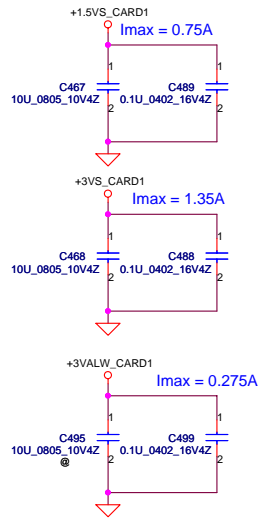 +1.5VS_CARD1
Imax = 0.75A
1 1
C467 C489
10U_0805_10V4Z 0.1U_0402_16V4Z
2 2
+3VS_CARD1
Imax = 1.35A
1 1
C468 C488
10U_0805_10V4Z 0.1U_0402_16V4Z
2 2
+3VALW_CARD1
Imax = 0.275A
1 1
C495 C499
10U_0805_10V4Z 0.1U_0402_16V4Z
@ 2 2